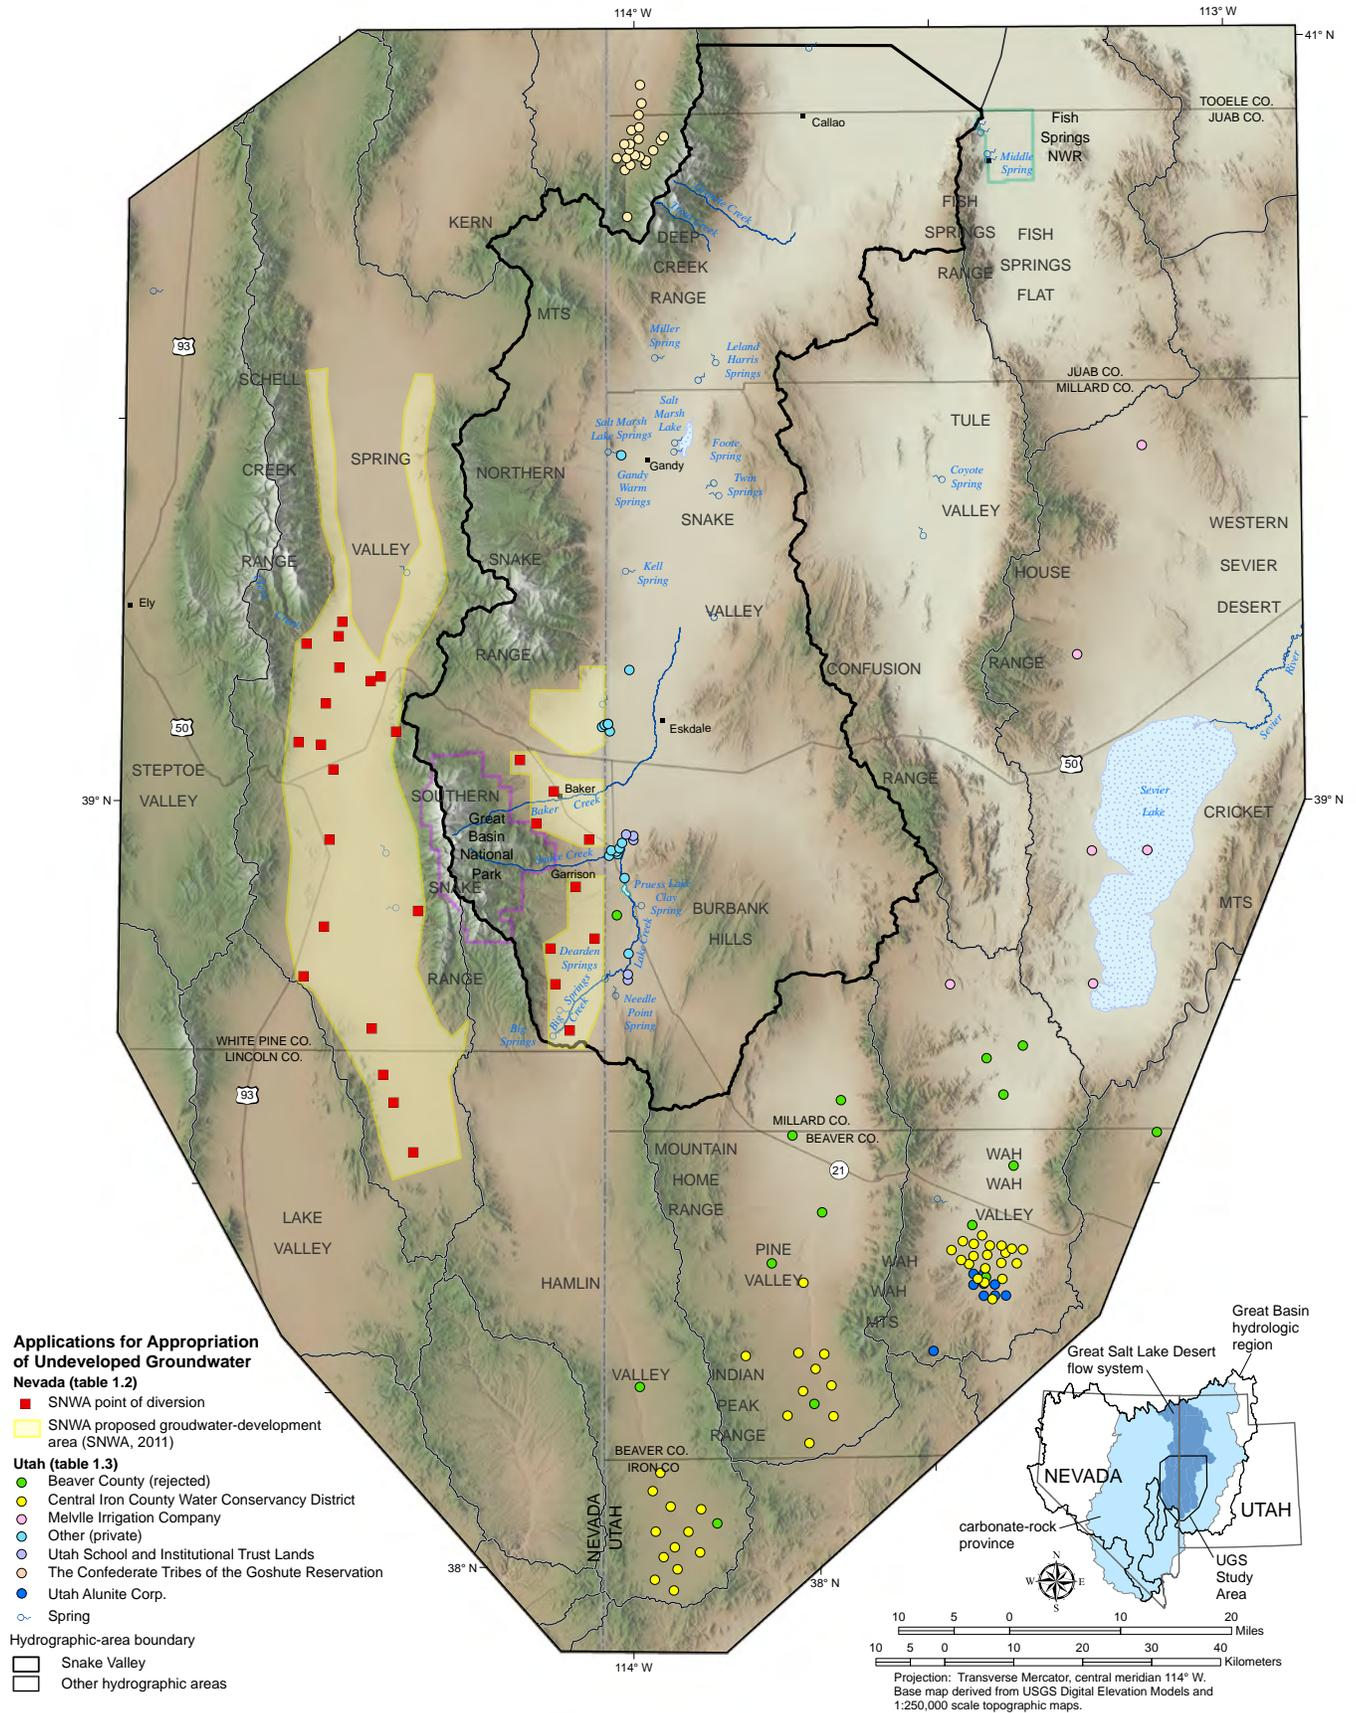 114° W
113° W
41° N
TOOELE CO.
JUAB CO.
Callao
Fish
Springs
NWR
Middle
Spring
KERN
MTS
Granite Creek
Trout Creek
DEEP
CREEK
RANGE
FISH
SPRINGS
RANGE
FISH
SPRINGS
FLAT
Miller
Spring
Leland
Harris
Springs
93
SCHELL
CREEK
RANGE
SPRING
VALLEY
JUAB CO.
MILLARD CO.
Salt
Marsh
Lake
Salt Marsh
Lake Springs
Foote
Spring
Gandy
Gandy
Warm
Springs
Twin
Springs
TULE
VALLEY
Coyote
Spring
NORTHERN
SNAKE
RANGE
SNAKE
VALLEY
Kell
Spring
WESTERN
SEVIER
DESERT
HOUSE
RANGE
Ely
Creek
CONFUSION
RANGE
River
Sevier
50
STEPTOE
VALLEY
Eskdale
50
39° N
39° N
SOUTHERN
SNAKE
RANGE
Great
Basin
National
Park
Baker
Baker Creek
Snake Creek
Garrison
Sevier
Lake
CRICKET
MTS
Pruess Lake
Clay
Spring
Lake Creek
BURBANK
HILLS
Dearden
Springs
Big Springs
Creek
Big
Springs
Needle
Point
Spring
WHITE PINE CO.
LINCOLN CO.
93
MILLARD CO.
BEAVER CO.
21
MOUNTAIN
HOME
RANGE
WAH
WAH
VALLEY
LAKE
VALLEY
HAMLIN
VALLEY
PINE
VALLEY
WAH
WAH
MTS
INDIAN
PEAK
RANGE
BEAVER CO.
IRON CO
NEVADA
UTAH
38° N
38° N
114° W
Applications for Appropriation
of Undeveloped Groundwater
Nevada (table 1.2)
SNWA point of diversion
SNWA proposed groudwater-development
area (SNWA, 2011)
Utah (table 1.3)
Beaver County (rejected)
Central Iron County Water Conservancy District
Melvlle Irrigation Company
Other (private)
Utah School and Institutional Trust Lands
The Confederate Tribes of the Goshute Reservation
Utah Alunite Corp.
Spring
Hydrographic-area boundary
Snake Valley
Other hydrographic areas
Great Basin
hydrologic
region
Great Salt Lake Desert
flow system
NEVADA
UTAH
carbonate-rock
province
UGS
Study
Area
N
W
E
S
10 5 0 10 20
Miles
10 5 0 10 20 30 40
Kilometers
Projection: Transverse Mercator, central meridian 114° W.
Base map derived from USGS Digital Elevation Models and
1:250,000 scale topographic maps.